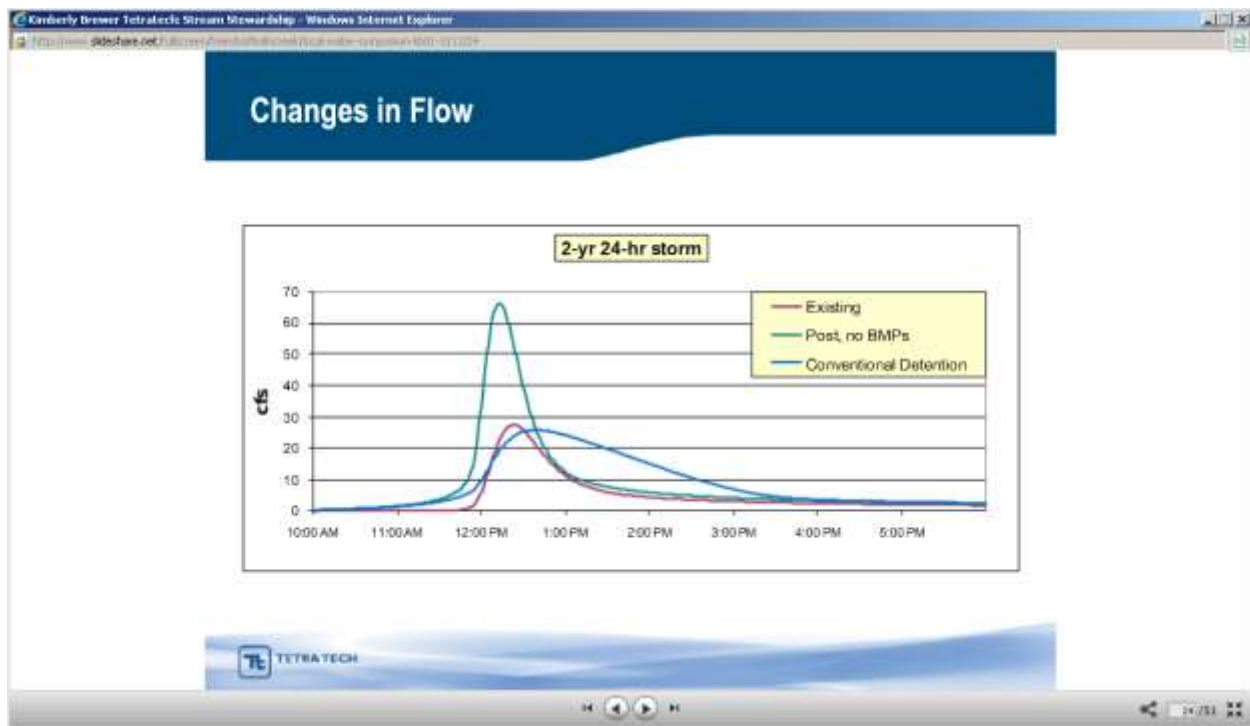 Kimberly Brewer Tetratech Stream Stewardship - Windows Internet Explorer
Changes in Flow
2-yr 24-hr storm
70
60
50
40
30
20
10
0
cfs
Existing
Post, no BMPs
Conventional Detention
10:00 AM 11:00 AM 12:00 PM 1:00 PM 2:00 PM 3:00 PM 4:00 PM 5:00 PM
Tt TETRA TECH